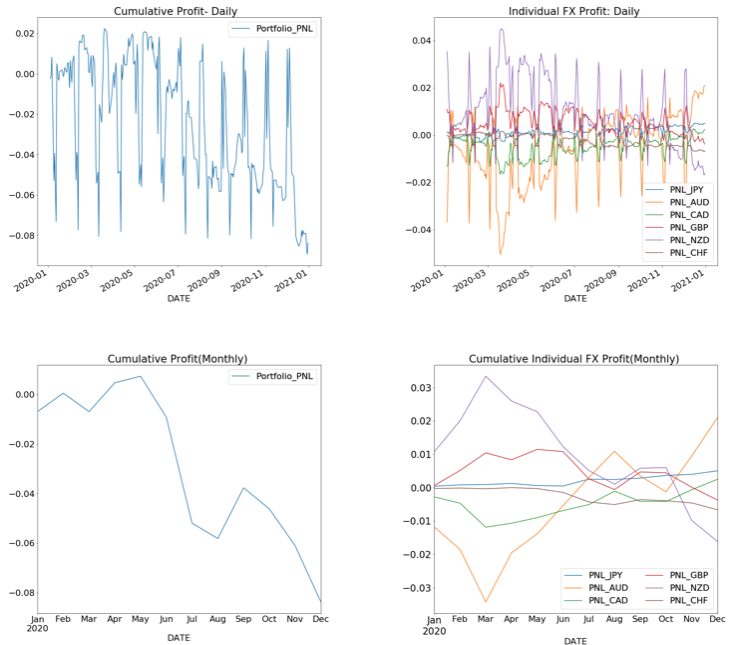 Cumulative Profit- Daily
Portfolio_PNL
0.02
0.00
−0.02
−0.04
−0.06
−0.08
2020-01
2020-03
2020-05
2020-07
2020-09
2020-11
2021-01
DATE
Individual FX Profit: Daily
0.04
0.02
0.00
−0.02
−0.04
PNL_JPY
PNL_AUD
PNL_CAD
PNL_GBP
PNL_NZD
PNL_CHF
2020-01
2020-03
2020-05
2020-07
2020-09
2020-11
2021-01
DATE
Cumulative Profit(Monthly)
Portfolio_PNL
0.00
−0.02
−0.04
−0.06
−0.08
Jan Feb Mar Apr May Jun Jul Aug Sep Oct Nov Dec
2020
DATE
Cumulative Individual FX Profit(Monthly)
0.03
0.02
0.01
0.00
−0.01
−0.02
−0.03
PNL_JPY PNL_GBP
PNL_AUD PNL_NZD
PNL_CAD PNL_CHF
Jan Feb Mar Apr May Jun Jul Aug Sep Oct Nov Dec
2020
DATE